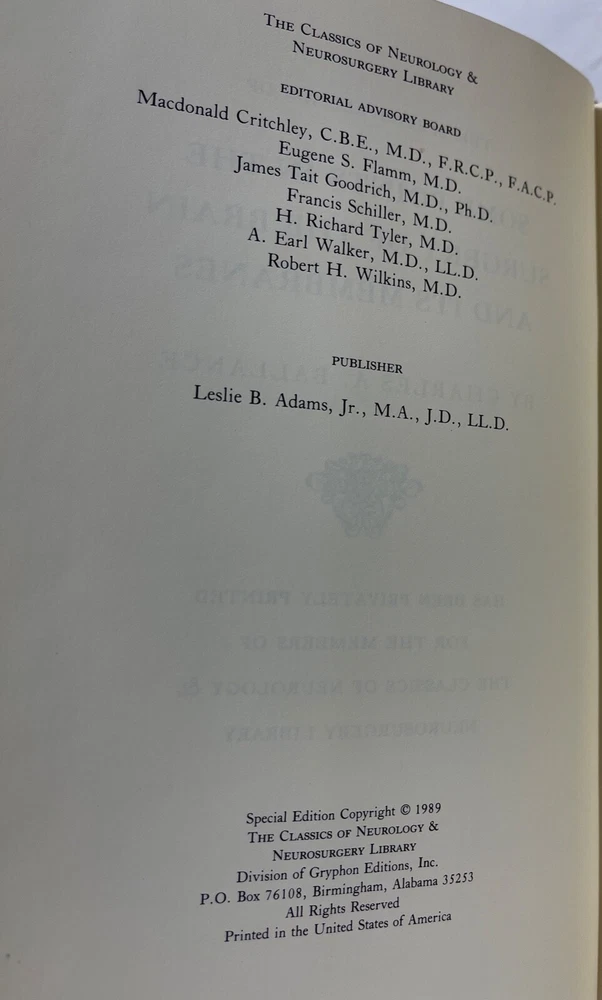 The Classics of Neurology &
Neurosurgery Library
EDITORIAL ADVISORY BOARD
Macdonald Critchley, C.B.E., M.D., F.R.C.P., F.A.C.P.
Eugene S. Flamm, M.D.
James Tait Goodrich, M.D., Ph.D.
Francis Schiller, M.D.
H. Richard Tyler, M.D.
A. Earl Walker, M.D., LL.D.
Robert H. Wilkins, M.D.
PUBLISHER
Leslie B. Adams, Jr., M.A., J.D., LL.D.
Special Edition Copyright © 1989
The Classics of Neurology &
Neurosurgery Library
Division of Gryphon Editions, Inc.
P.O. Box 76108, Birmingham, Alabama 35253
All Rights Reserved
Printed in the United States of America